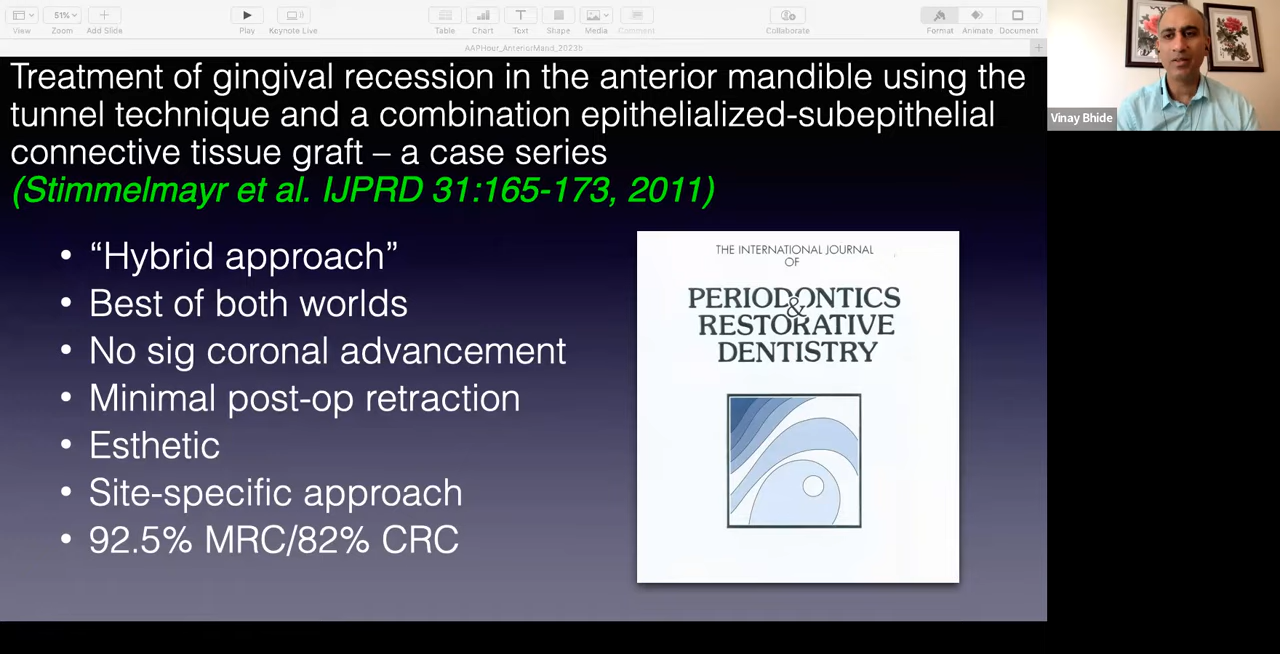 View
51%
Zoom
Add Slide
Play
Keynote Live
Table
Chart
Text
Shape
Media
Comment
Collaborate
Format
Animate
Document
AAPHour_AnteriorMand_2023b
Treatment of gingival recession in the anterior mandible using the
tunnel technique and a combination epithelialized-subepithelial
connective tissue graft – a case series
(Stimmelmayr et al. IJPRD 31:165-173, 2011)
• “Hybrid approach”
• Best of both worlds
• No sig coronal advancement
• Minimal post-op retraction
• Esthetic
• Site-specific approach
• 92.5% MRC/82% CRC
THE INTERNATIONAL JOURNAL
OF
PERIODONTICS
&
RESTORATIVE
DENTISTRY
Vinay Bhide